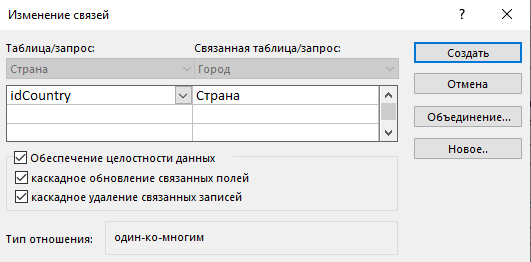 Изменение связей
Таблица/запрос: Связанная таблица/запрос:
Страна Город
idCountry Страна
Обеспечение целостности данных
каскадное обновление связанных полей
каскадное удаление связанных записей
Тип отношения: один-ко-многим
Создать
Отмена
Объединение...
Новое..